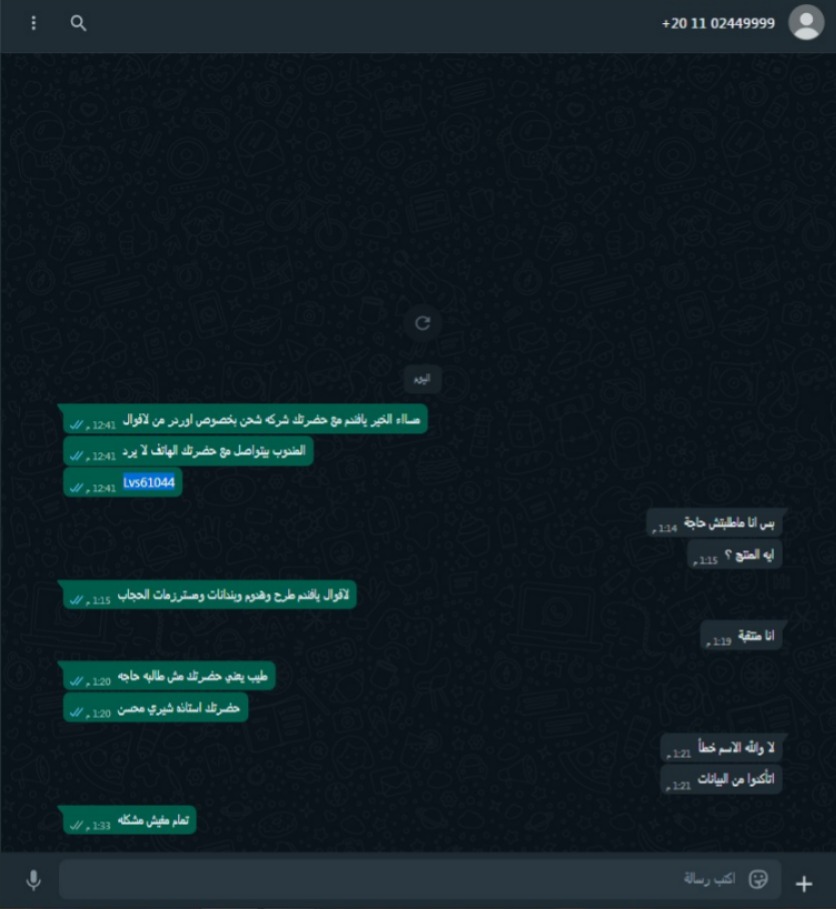 +20 11 02449999
اليوم
مسااء الخير يافندم مع حضرتك شركه شحن بخصوص اوردر من لافوال 12:41 م
المندوب بيتواصل مع حضرتك الهاتف لا يرد 12:41 م
Lvs61044 12:41 م
بس انا ماطلبتش حاجة 1:14 م
ايه المنتج ؟ 1:15 م
لافوال يافندم طرح وهدوم وبندانات ومستررمات الحجاب 1:15 م
انا منتقبة 1:19 م
طيب يعني حضرتك مش طالبه حاجه 1:20 م
حضرتك استاذه شيري محسن 1:20 م
لا والله الاسم خطأ 1:21 م
اتأكدوا من البيانات 1:21 م
تمام مفيش مشكله 1:33 م
اكتب رسالة